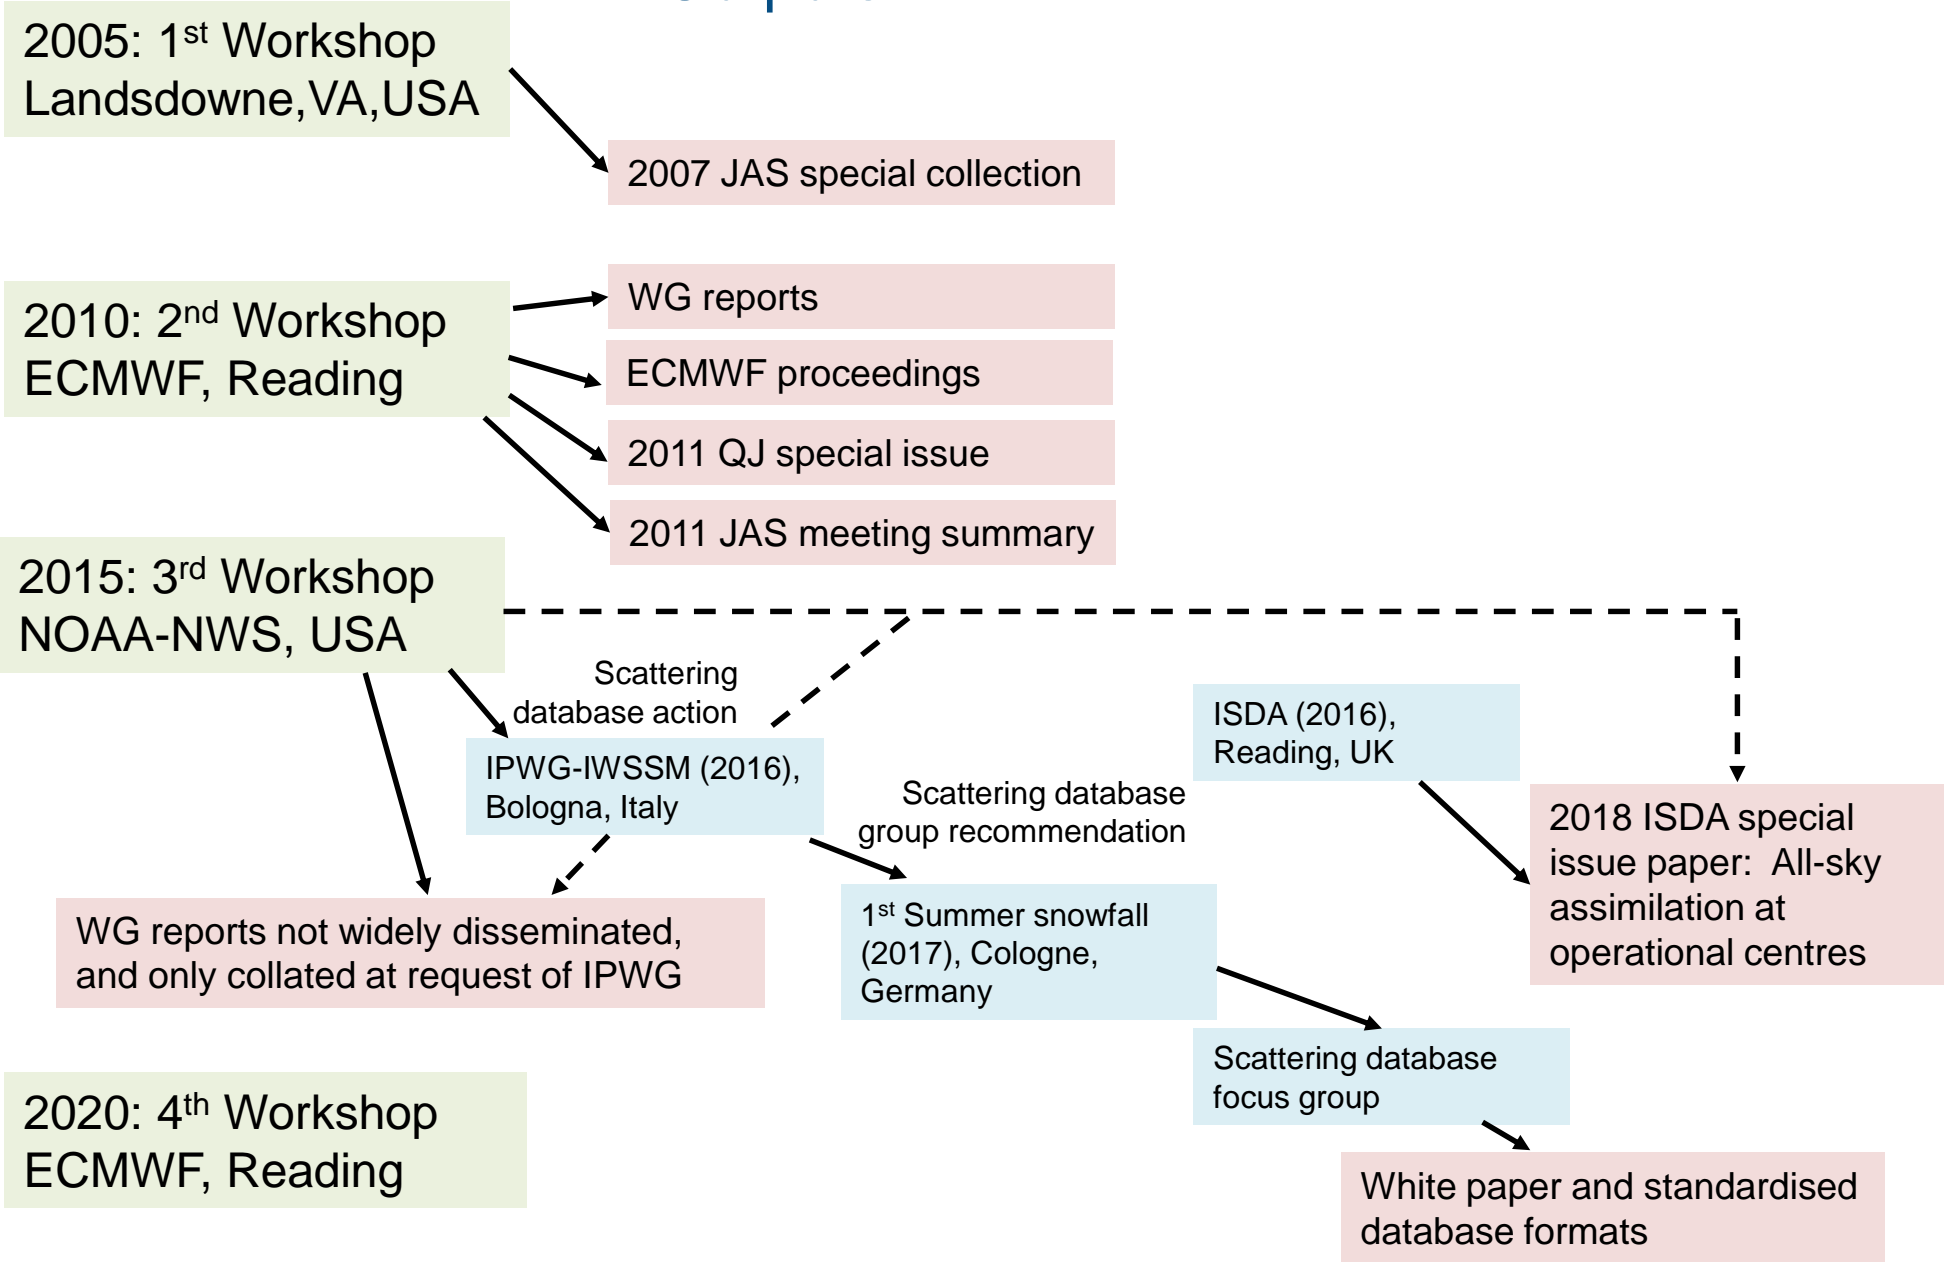 2005: 1st Workshop
Landsdowne,VA,USA
2007 JAS special collection
2010: 2nd Workshop
ECMWF, Reading
WG reports
ECMWF proceedings
2011 QJ special issue
2011 JAS meeting summary
2015: 3rd Workshop
NOAA-NWS, USA
Scattering
database action
IPWG-IWSSM (2016),
Bologna, Italy
ISDA (2016),
Reading, UK
Scattering database
group recommendation
2018 ISDA special
issue paper:  All-sky
assimilation at
operational centres
WG reports not widely disseminated,
and only collated at request of IPWG
1st Summer snowfall
(2017), Cologne,
Germany
Scattering database
focus group
2020: 4th Workshop
ECMWF, Reading
White paper and standardised
database formats